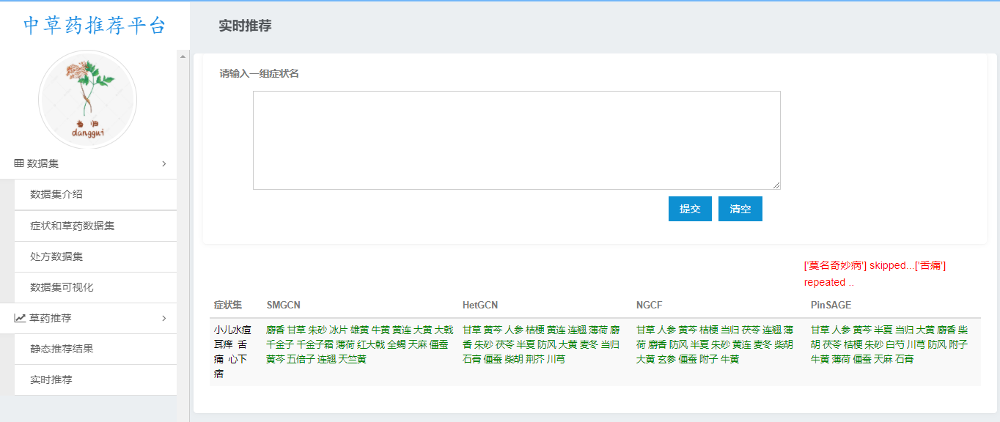 中草药推荐平台
当 归
danggui
数据集
数据集介绍
症状和草药数据集
处方数据集
数据集可视化
草药推荐
静态推荐结果
实时推荐
实时推荐
请输入一组症状名
提交 清空
['莫名奇妙病'] skipped...['舌痛']
repeated ..
症状集 SMGCN HetGCN NGCF PinSAGE
小儿水痘
耳痒 舌
痛 心下
痞
麝香 甘草 朱砂 冰片 雄黄 牛黄 黄连 大黄 大戟
千金子 千金子霜 薄荷 红大戟 全蝎 天麻 僵蚕
黄芩 五倍子 连翘 天竺黄
甘草 黄芩 人参 桔梗 黄连 连翘 薄荷 麝
香 朱砂 茯苓 半夏 防风 大黄 麦冬 当归
石膏 僵蚕 柴胡 荆芥 川芎
甘草 人参 黄芩 桔梗 当归 茯苓 连翘 薄
荷 麝香 防风 半夏 朱砂 黄连 麦冬 柴胡
大黄 玄参 僵蚕 附子 牛黄
甘草 人参 黄芩 半夏 当归 大黄 麝香 柴
胡 茯苓 桔梗 朱砂 白芍 川芎 防风 附子
牛黄 薄荷 僵蚕 天麻 石膏